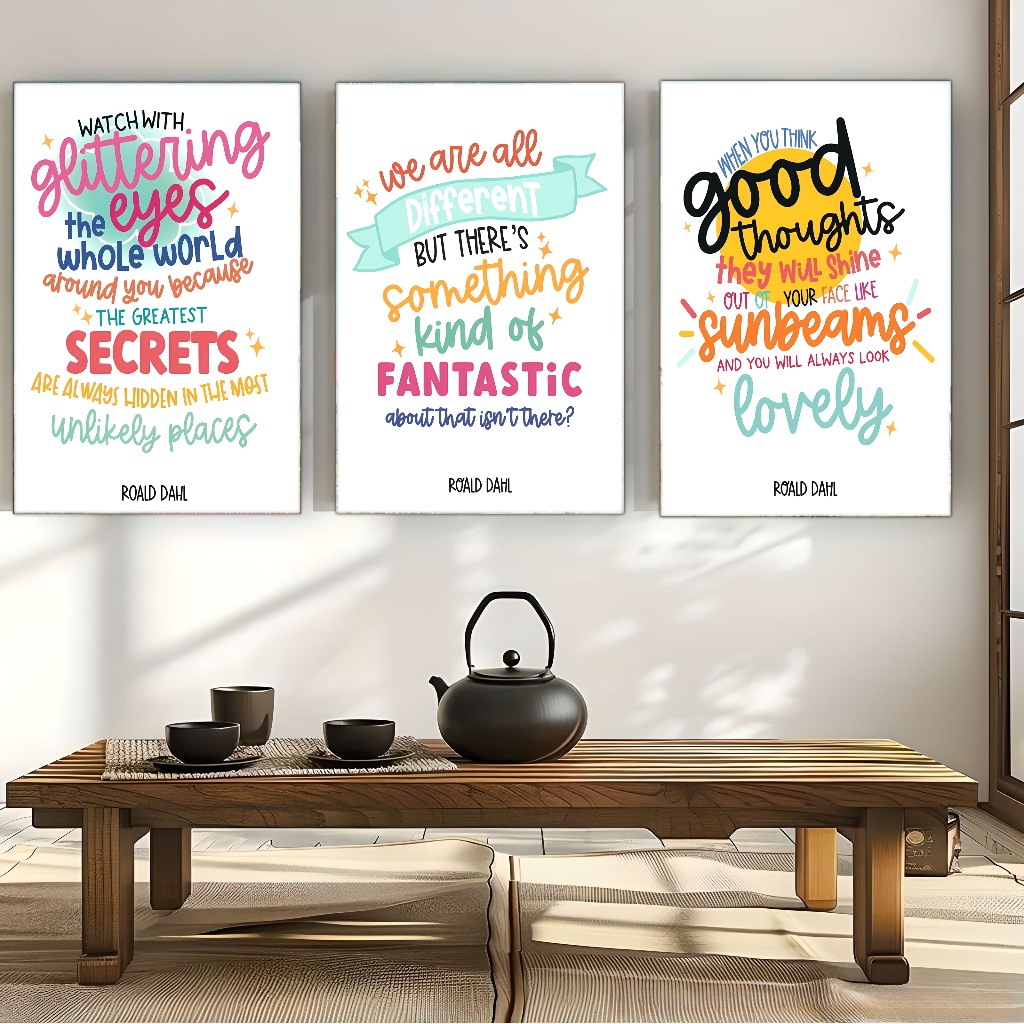 WATCH WITH
glittering
eyes
the
whole world
around you because
THE GREATEST
SECRETS
ARE ALWAYS HIDDEN IN THE MOST
unlikely places
ROALD DAHL
we are all
Different
BUT THERE'S
something
kind of
FANTASTiC
about that isn't there?
ROALD DAHL
WHEN YOU THINK
good
thoughts
they Will Shine
OUT OF YOUR FACE LIKE
sunbeams
AND YOU WILL ALWAYS LOOK
lovely
ROALD DAHL